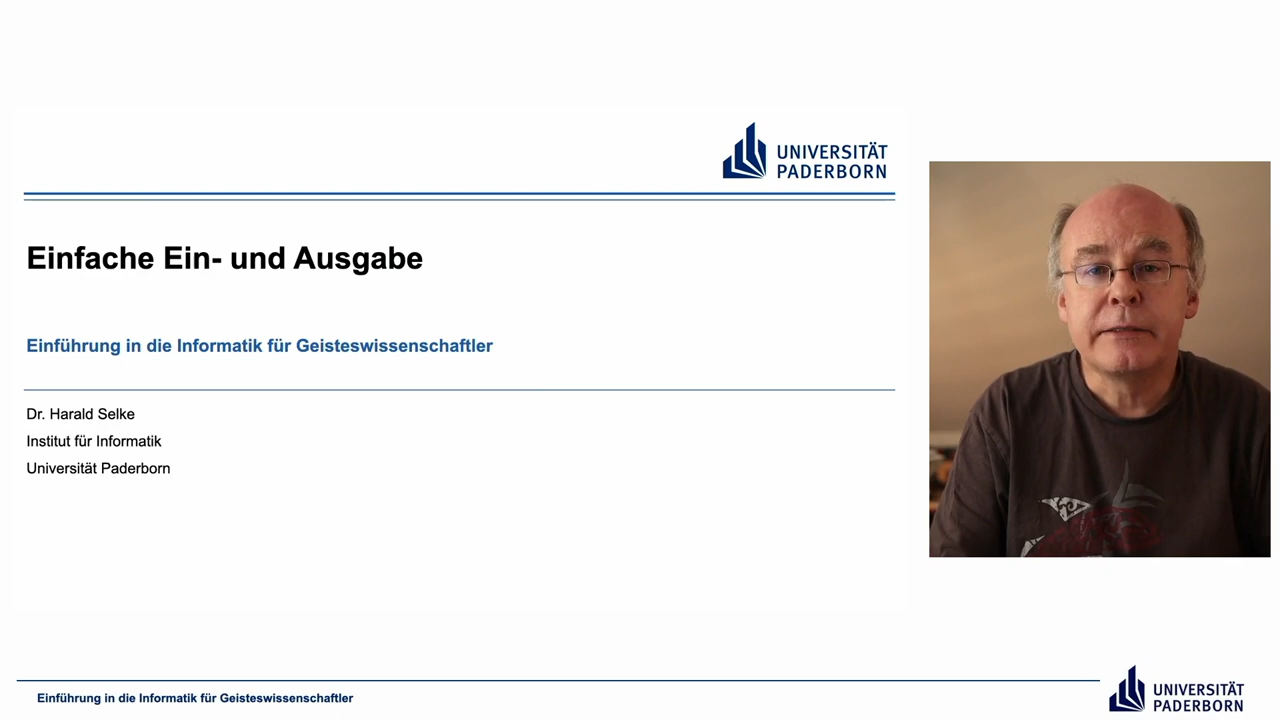 UNIVERSITÄT
PADERBORN
Einfache Ein- und Ausgabe
Einführung in die Informatik für Geisteswissenschaftler
Dr. Harald Selke
Institut für Informatik
Universität Paderborn
Einführung in die Informatik für Geisteswissenschaftler
UNIVERSITÄT
PADERBORN